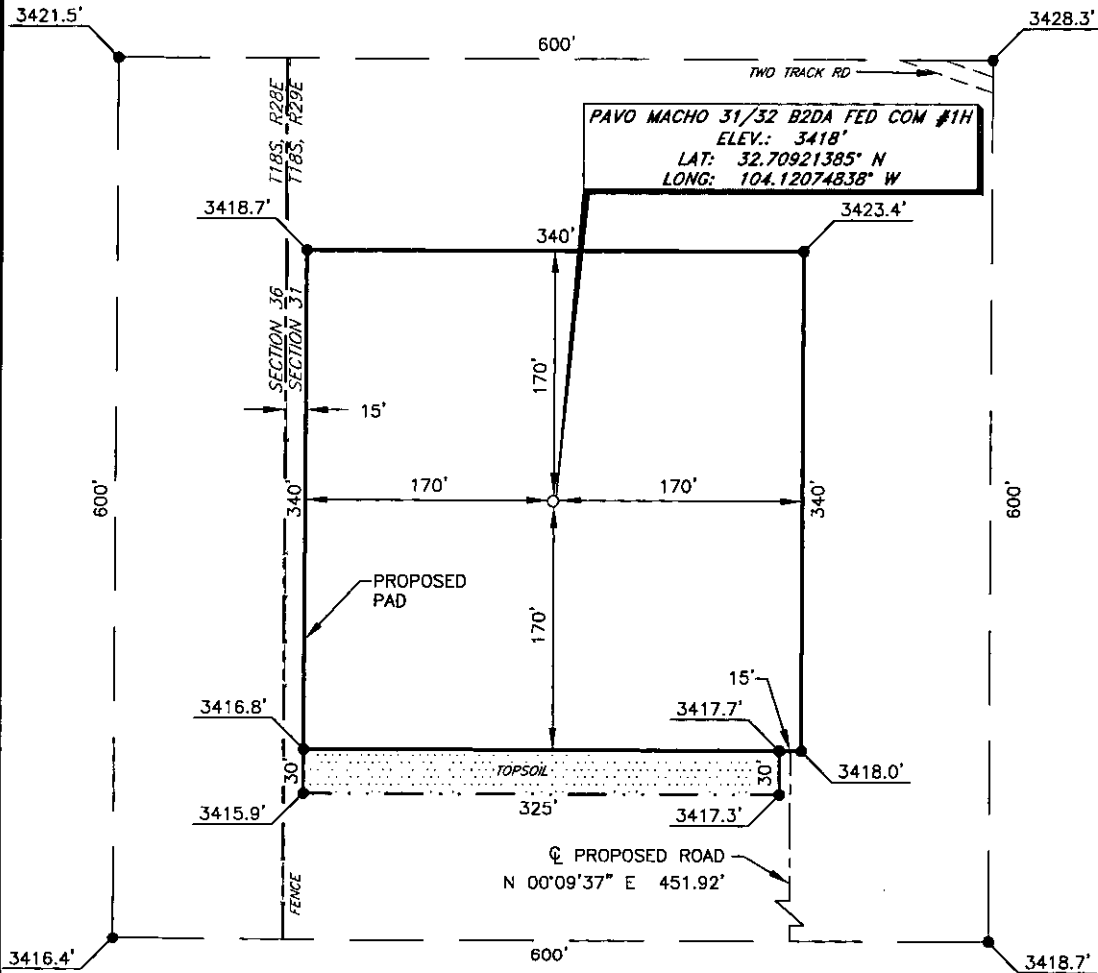 3421.5'
3428.3'
600'
TWO TRACK RD
T18S, R28E
T18S, R29E
PAVO MACHO 31/32 B2DA FED COM #1H
ELEV.: 3418'
LAT: 32.70921385° N
LONG: 104.12074838° W
3418.7'
340'
3423.4'
SECTION 36
SECTION 31
170'
15'
600'
340'
170'
170'
340'
600'
PROPOSED
PAD
170'
15'
3416.8'
3417.7'
30'
TOPSOIL
30'
3418.0'
3415.9'
325'
3417.3'
℄ PROPOSED ROAD
N 00°09'37" E 451.92'
FENCE
3416.4'
600'
3418.7'